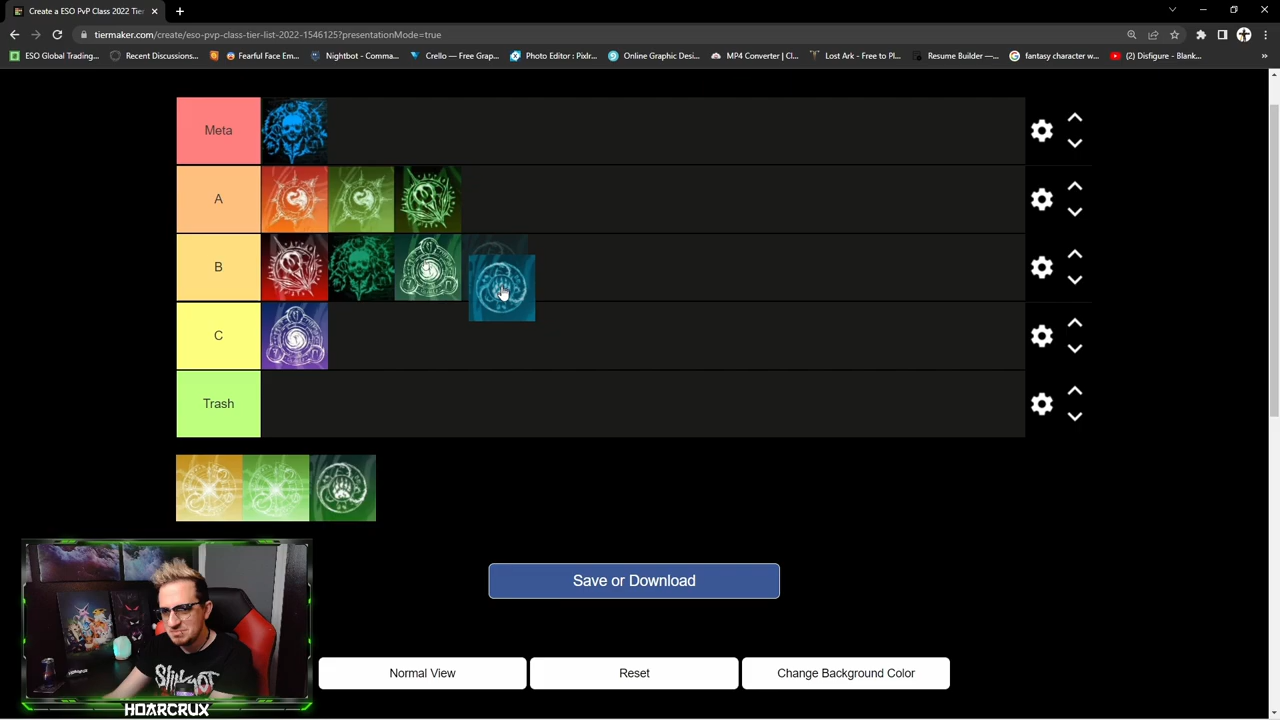 Create a ESO PvP Class 2022 Tier
tiermaker.com/create/eso-pvp-class-tier-list-2022-1546125?presentationMode=true
ESO Global Trading...
Recent Discussions...
Fearful Face Em...
Nightbot - Comma...
Crello — Free Grap...
Photo Editor : Pixlr...
Online Graphic Desi...
MP4 Converter | Cl...
Lost Ark - Free to Pl...
Resume Builder —...
fantasy character w...
(2) Disfigure - Blank...
Meta
A
B
C
Trash
Save or Download
Normal View
Reset
Change Background Color
SLIPKNOT
HOARCRUX